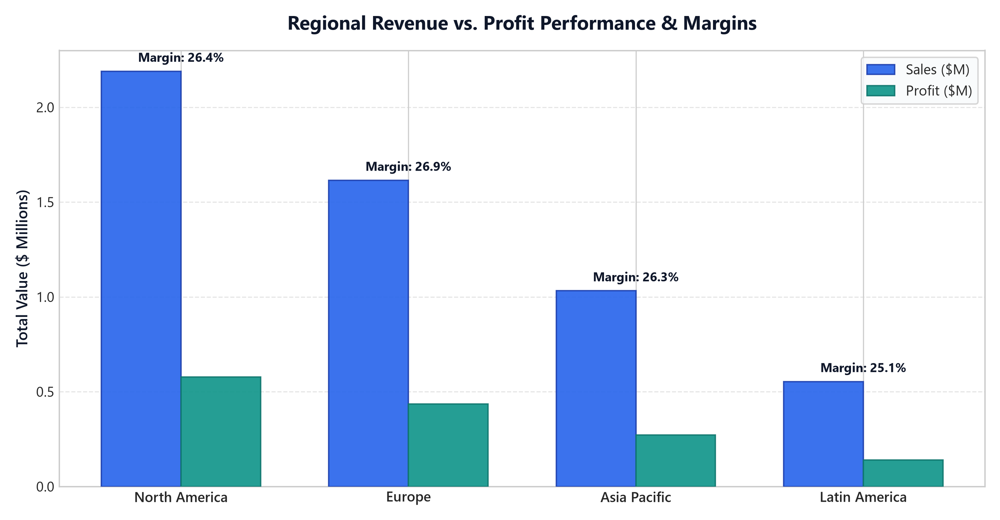 Regional Revenue vs. Profit Performance & Margins
Margin: 26.4%
Margin: 26.9%
Margin: 26.3%
Margin: 25.1%
Sales ($M)
Profit ($M)
Total Value ($ Millions)
2.0
1.5
1.0
0.5
0.0
North America
Europe
Asia Pacific
Latin America